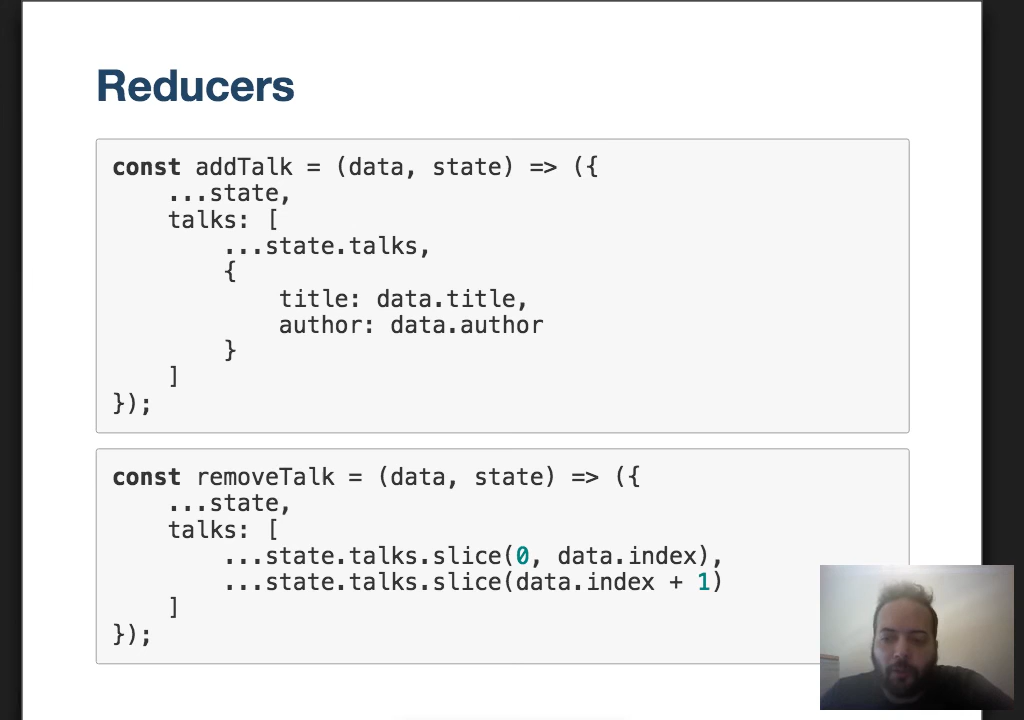 Reducers
const addTalk = (data, state) => ({
    ...state,
    talks: [
        ...state.talks,
        {
            title: data.title,
            author: data.author
        }
    ]
});
const removeTalk = (data, state) => ({
    ...state,
    talks: [
        ...state.talks.slice(0, data.index),
        ...state.talks.slice(data.index + 1)
    ]
});